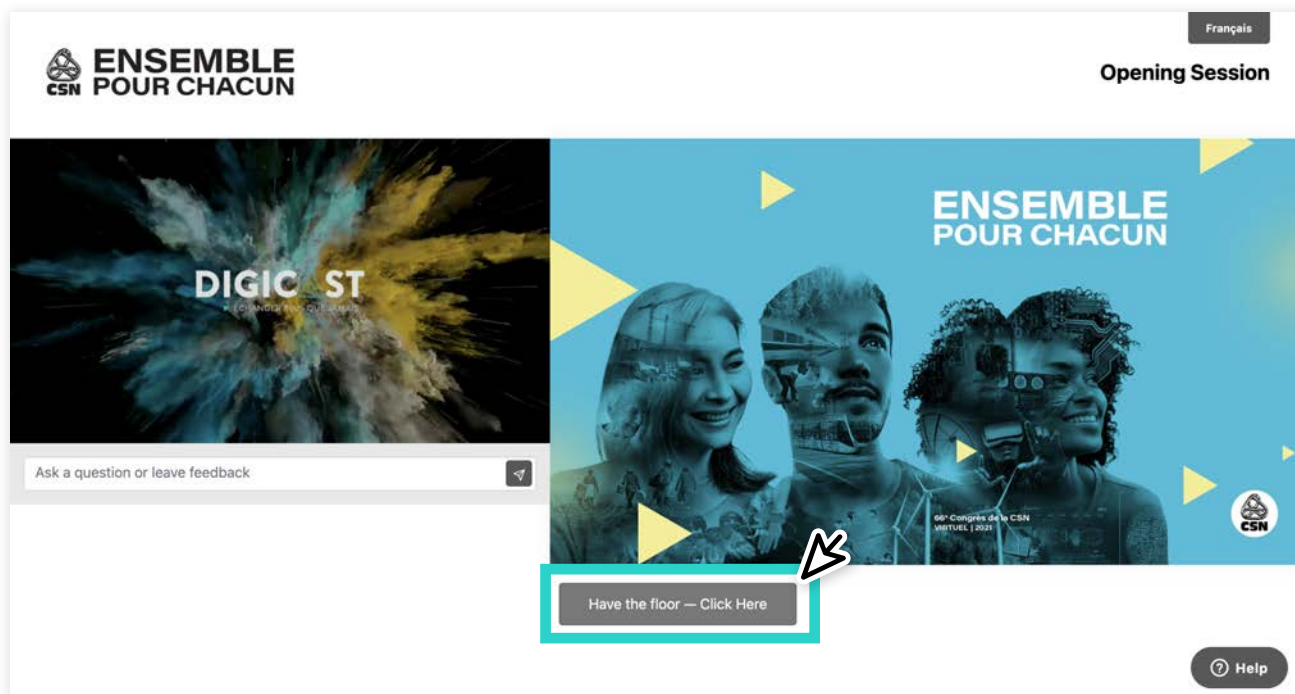 Français
CSN
ENSEMBLE
POUR CHACUN
Opening Session
DIGIC ST
ENSEMBLE
POUR CHACUN
66e Congrès de la CSN
VIRTUEL | 2021
CSN
Ask a question or leave feedback
Have the floor — Click Here
Help